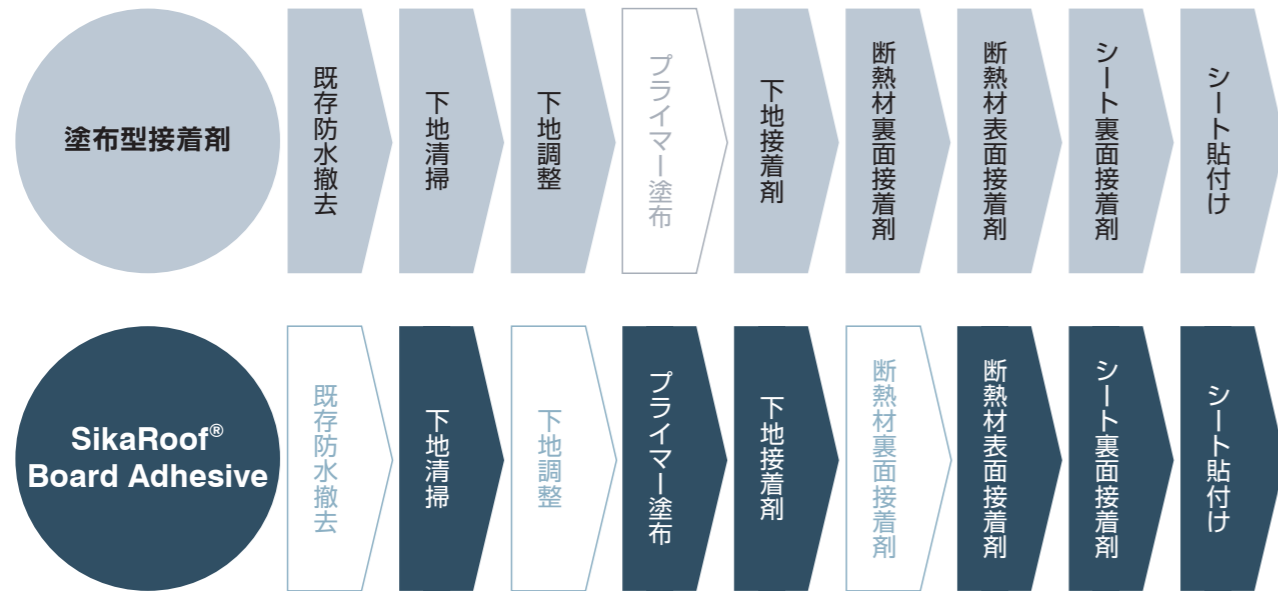 塗布型接着剤
既存防水撤去
下地清掃
下地調整
プライマー塗布
下地接着剤
断熱材裏面接着剤
断熱材表面接着剤
シート裏面接着剤
シート貼付け
SikaRoof®
Board Adhesive
既存防水撤去
下地清掃
下地調整
プライマー塗布
下地接着剤
断熱材裏面接着剤
断熱材表面接着剤
シート裏面接着剤
シート貼付け